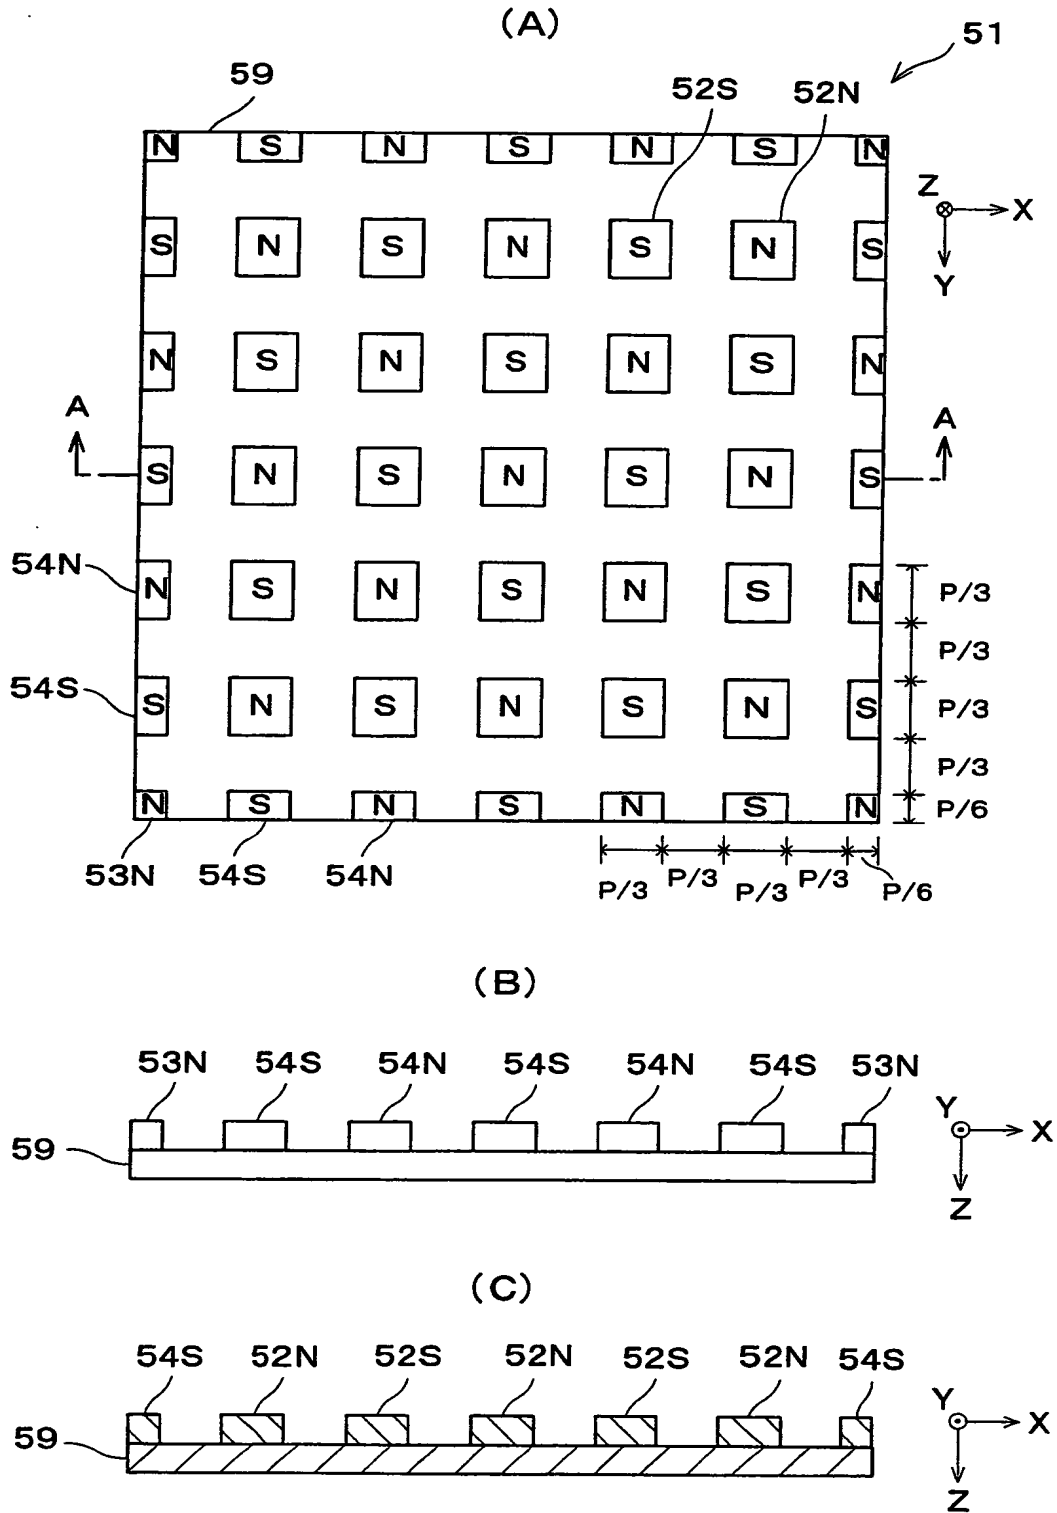 (A)
51
59
52S 52N
N S N S N S N
Z X
S N S N S N S
Y
N S N S N S N
A A
S N S N S N S
54N
N S N S N S N P/3
P/3
54S
S N S N S N S P/3
P/3
N S N S N S N P/6
53N 54S 54N
P/3 P/3 P/3 P/3 P/6
(B)
53N 54S 54N 54S 54N 54S 53N
Y X
59
Z
(C)
54S 52N 52S 52N 52S 52N 54S
Y X
59
Z